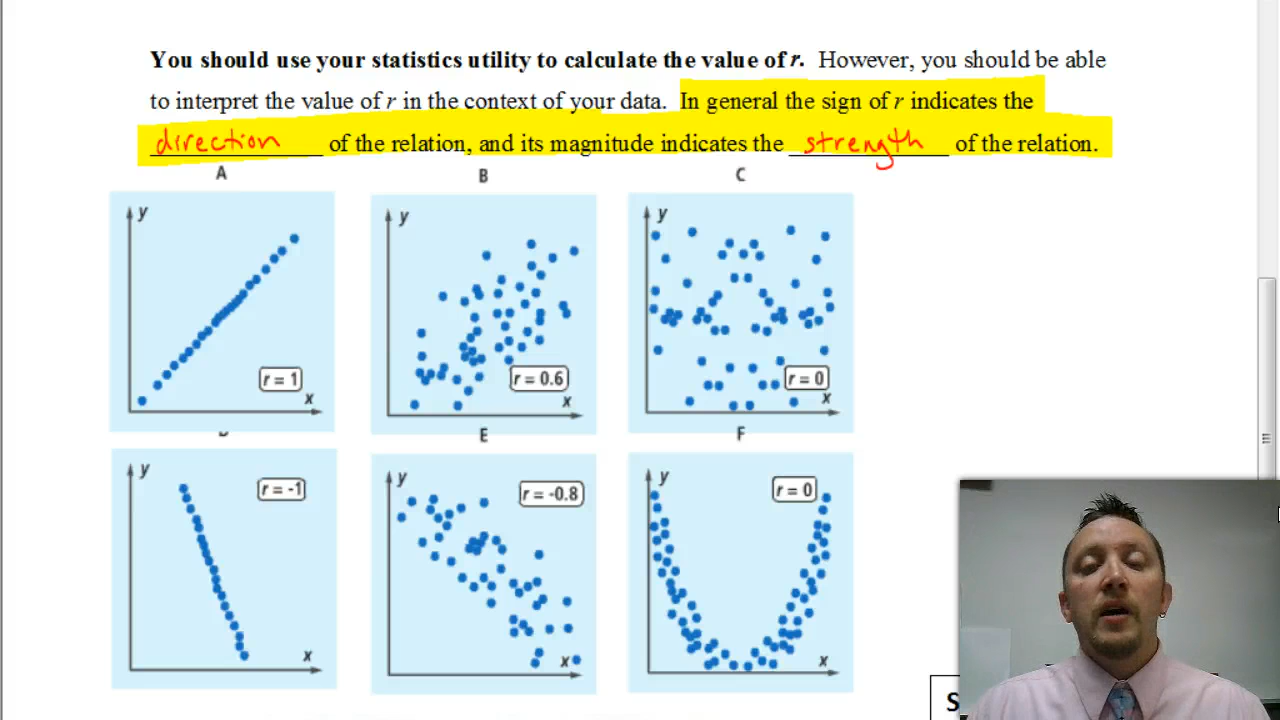 You should use your statistics utility to calculate the value of r. However, you should be able
to interpret the value of r in the context of your data. In general the sign of r indicates the
direction of the relation, and its magnitude indicates the strength of the relation.
A B C
y y y
r = 1 r = 0.6 r = 0
x x x
E F
y y y
r = -1 r = -0.8 r = 0
x x x
S